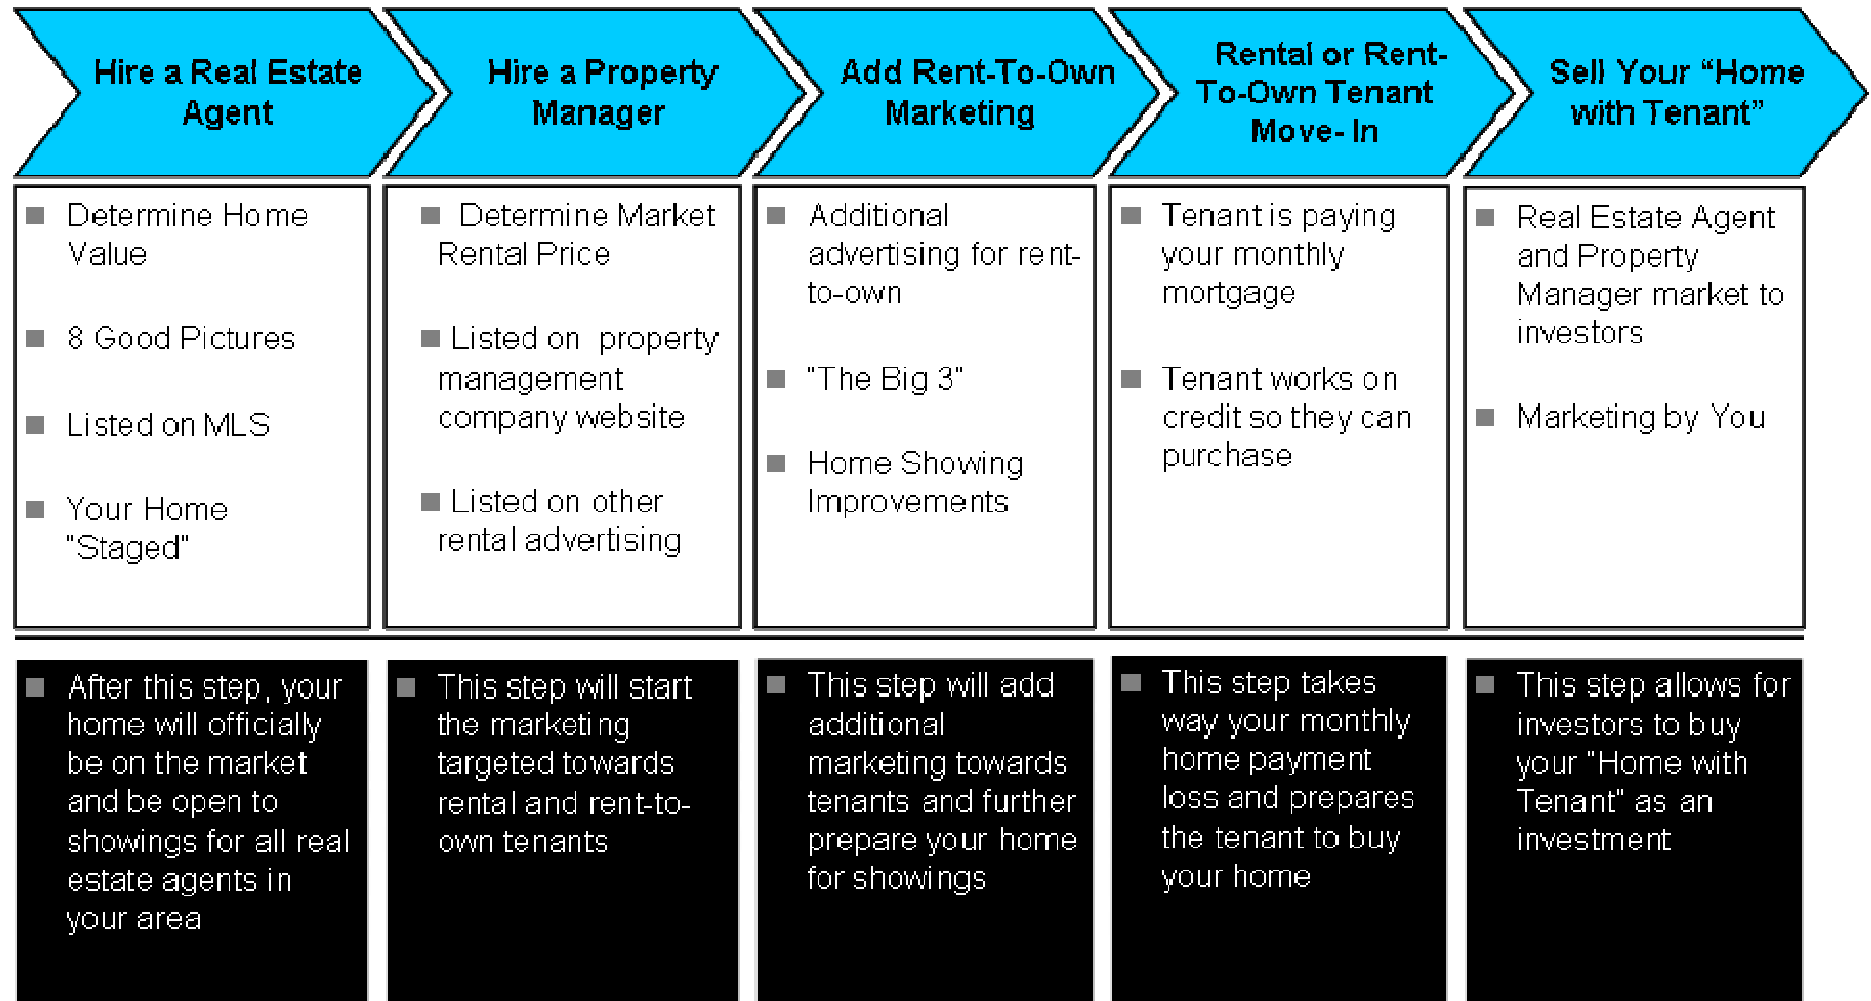 Hire a Real Estate
Agent
Hire a Property
Manager
Add Rent-To-Own
Marketing
Rental or Rent-
To-Own Tenant
Move- In
Sell Your “Home
with Tenant”
Determine Home
Value
8 Good Pictures
Listed on MLS
Your Home
"Staged"
Determine Market
Rental Price
Listed on property
management
company website
Listed on other
rental advertising
Additional
advertising for rent-
to-own
"The Big 3"
Home Showing
Improvements
Tenant is paying
your monthly
mortgage
Tenant works on
credit so they can
purchase
Real Estate Agent
and Property
Manager market to
investors
Marketing by You
After this step, your
home will officially
be on the market
and be open to
showings for all real
estate agents in
your area
This step will start
the marketing
targeted towards
rental and rent-to-
own tenants
This step will add
additional
marketing towards
tenants and further
prepare your home
for showings
This step takes
way your monthly
home payment
loss and prepares
the tenant to buy
your home
This step allows for
investors to buy
your "Home with
Tenant" as an
investment